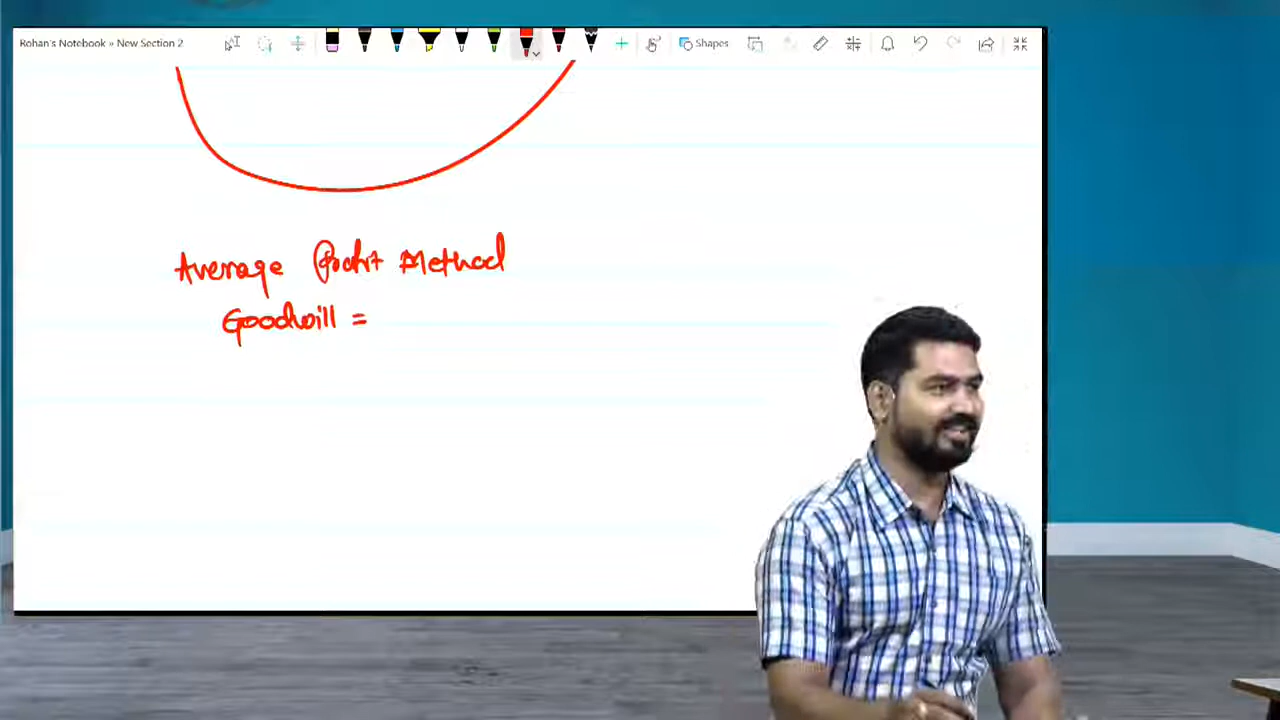 Rohan's Notebook » New Section 2
Shapes
Average Profit Method
Goodwill =